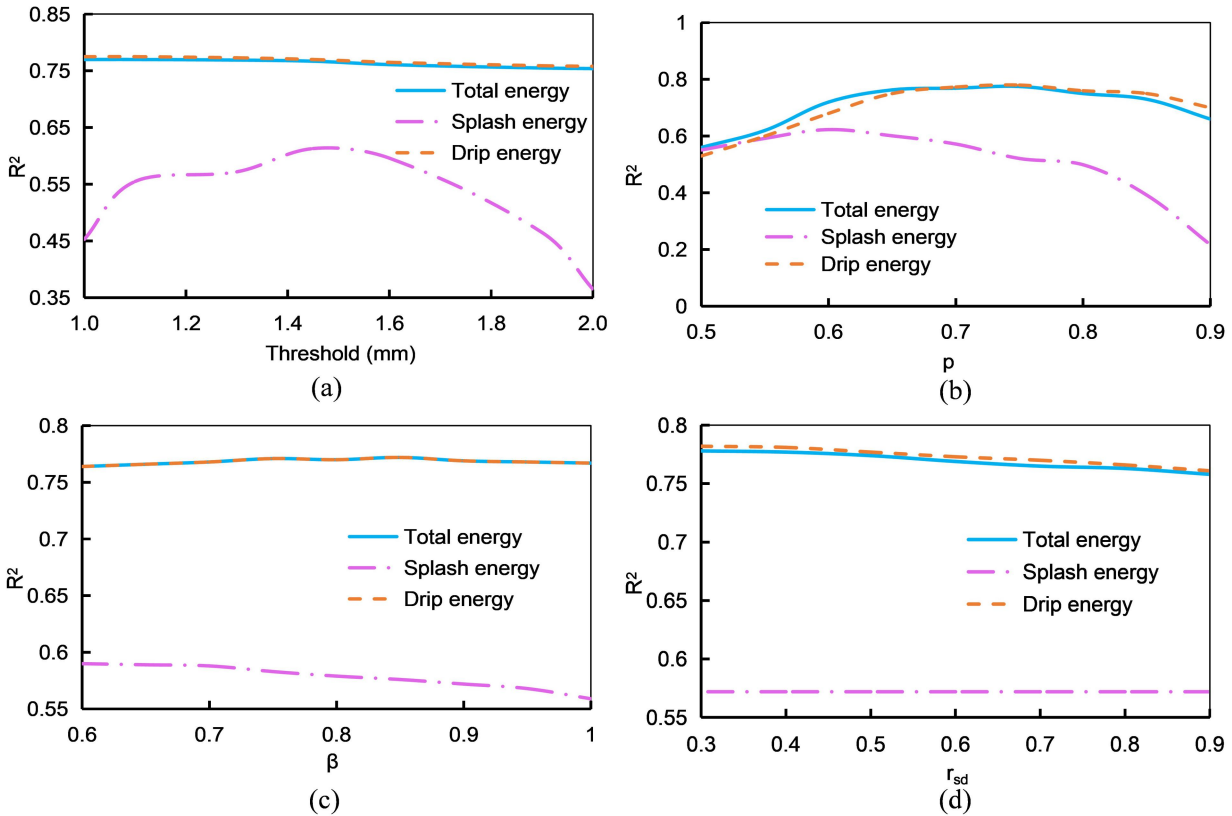 0.85
0.75
0.65
0.55
0.45
0.35
R²
1.0
1.2
1.4
1.6
1.8
2.0
Threshold (mm)
Total energy
Splash energy
Drip energy
(a)
1
0.8
0.6
0.4
0.2
0
R²
0.5
0.6
0.7
0.8
0.9
p
Total energy
Splash energy
Drip energy
(b)
0.8
0.75
0.7
0.65
0.6
0.55
R²
0.6
0.7
0.8
0.9
1
β
Total energy
Splash energy
Drip energy
(c)
0.8
0.75
0.7
0.65
0.6
0.55
R²
0.3
0.4
0.5
0.6
0.7
0.8
0.9
r_sd
Total energy
Splash energy
Drip energy
(d)